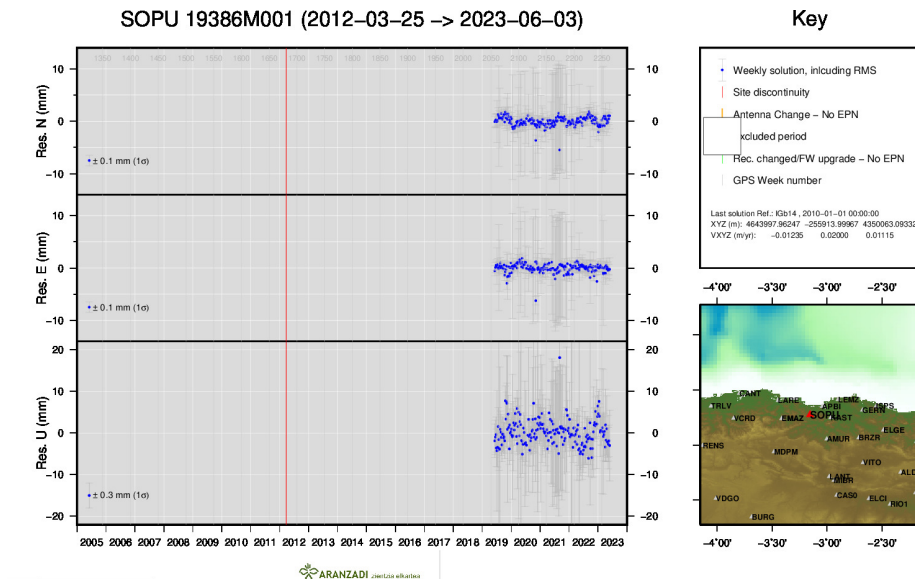 SOPU 19386M001 (2012−03−25 −> 2023−06−03)
Key
1350 1400 1450 1500 1550 1600 1650 1700 1750 1800 1850 1900 1950 2000 2050 2100 2150 2200 2250
Res. N (mm)
10
0
−10
10
0
−10
± 0.1 mm (1σ)
Res. E (mm)
10
0
−10
10
0
−10
± 0.1 mm (1σ)
Res. U (mm)
20
10
0
−10
−20
20
10
0
−10
−20
± 0.3 mm (1σ)
2005 2006 2007 2008 2009 2010 2011 2012 2013 2014 2015 2016 2017 2018 2019 2020 2021 2022 2023
Weekly solution, inlcuding RMS
Site discontinuity
Antenna Change − No EPN
xcluded period
Rec. changed/FW upgrade − No EPN
GPS Week number
Last solution Ref.: IGb14 , 2010−01−01 00:00:00
XYZ (m): 4643997.96247 −255913.99967 4350063.09332
VXYZ (m/yr): −0.01235 0.02000 0.01115
−4˚00' −3˚30' −3˚00' −2˚30'
CANT
LARE
LEMZ
TRLV
APBI
GERN
VCRD
EMAZ
SOPU
ELGE
AMUR
BRZR
RENS
MDPM
VITO
LANT
MIBR
VDGO
CAS0
ELCI
RIO1
BURG
−4˚00' −3˚30' −3˚00' −2˚30'
ARANZADI zientzia elkartea